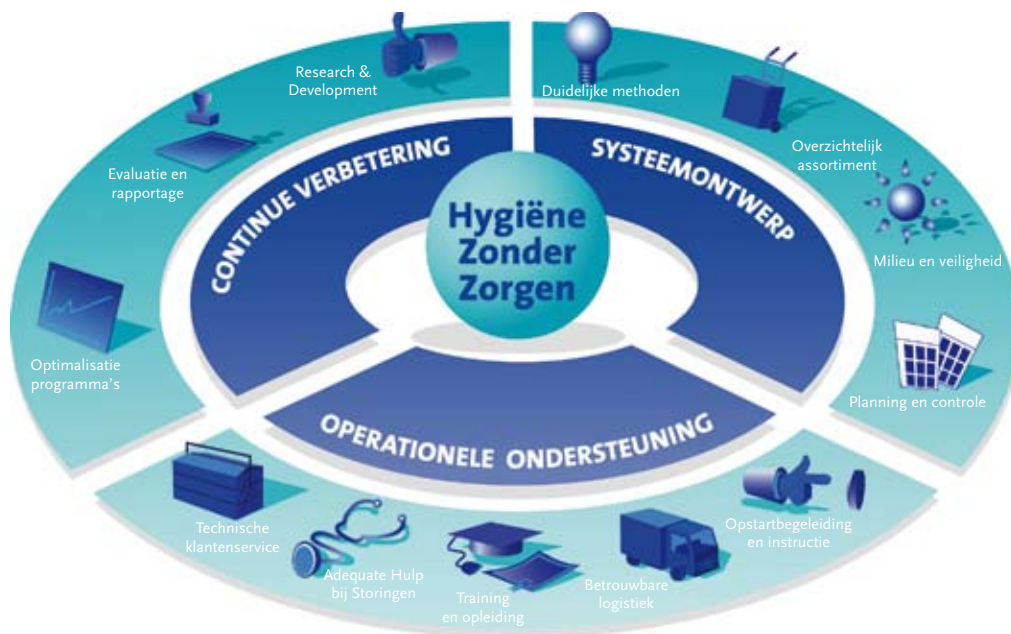 Hygiëne
Zonder
Zorgen
CONTINUE VERBETERING
SYSTEEMONTWERP
OPERATIONELE ONDERSTEUNING
Research &
Development
Evaluatie en
rapportage
Optimalisatie
programma's
Duidelijke methoden
Overzichtelijk
assortiment
Milieu en veiligheid
Planning en controle
Opstartbegeleiding
en instructie
Betrouwbare
logistiek
Training
en opleiding
Adequate Hulp
bij Storingen
Technische
klantenservice